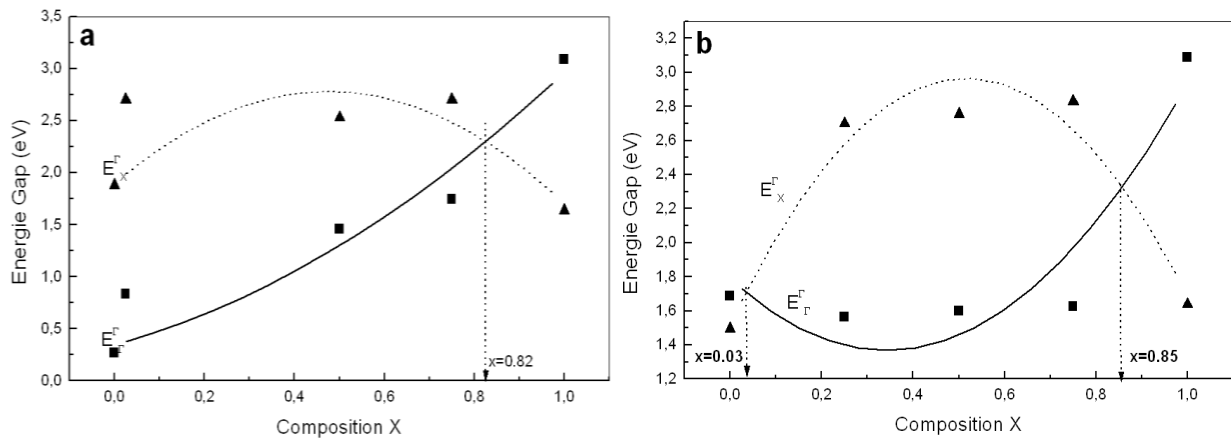 a
Energie Gap (eV)
3,5
3,0
2,5
2,0
1,5
1,0
0,5
0,0
E_X^Γ
E_Γ^Γ
x=0.82
0,0 0,2 0,4 0,6 0,8 1,0
Composition X
b
Energie Gap (eV)
3,2
3,0
2,8
2,6
2,4
2,2
2,0
1,8
1,6
1,4
1,2
E_X^Γ
E_Γ^Γ
x=0.03
x=0.85
0,0 0,2 0,4 0,6 0,8 1,0
Composition X